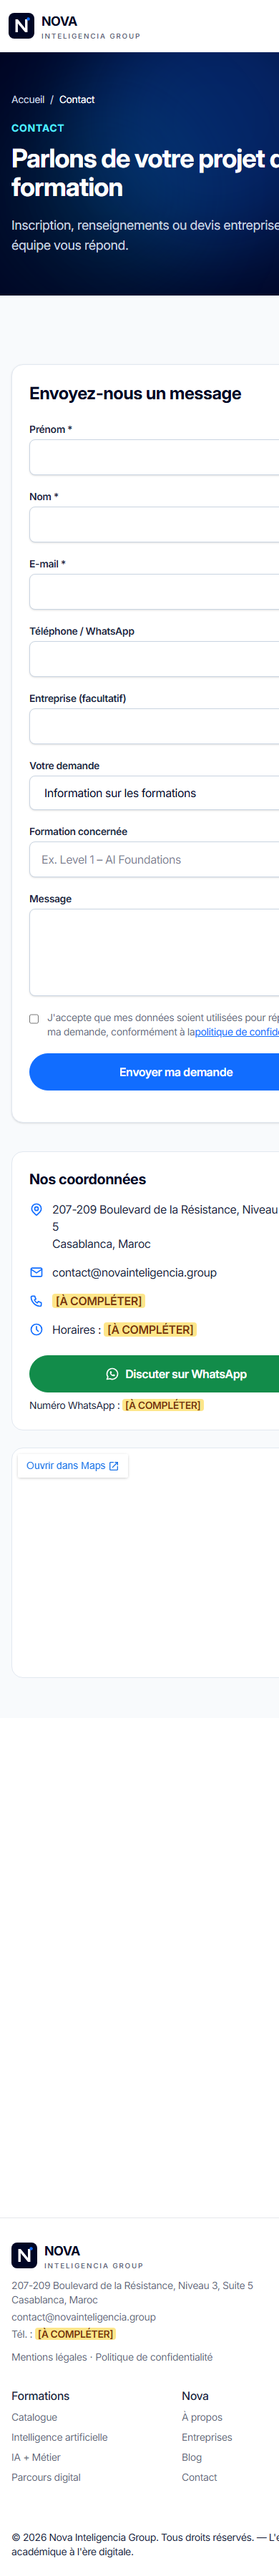 NOVA
INTELIGENCIA GROUP
Accueil / Contact
CONTACT
Parlons de votre projet
formation
Inscription, renseignements ou devis entreprise
équipe vous répond.
Envoyez-nous un message
Prénom *
Nom *
E-mail *
Téléphone / WhatsApp
Entreprise (facultatif)
Votre demande
Information sur les formations
Formation concernée
Ex. Level 1 – AI Foundations
Message
J'accepte que mes données soient utilisées pour
ma demande, conformément à la politique de
Envoyer ma demande
Nos coordonnées
207-209 Boulevard de la Résistance, Niveau
5
Casablanca, Maroc
contact@novainteligencia.group
[À COMPLÉTER]
Horaires : [À COMPLÉTER]
Discuter sur WhatsApp
Numéro WhatsApp : [À COMPLÉTER]
Ouvrir dans Maps
NOVA
INTELIGENCIA GROUP
207-209 Boulevard de la Résistance, Niveau 3, Suite 5
Casablanca, Maroc
contact@novainteligencia.group
Tél. : [À COMPLÉTER]
Mentions légales · Politique de confidentialité
Formations Nova
Catalogue À propos
Intelligence artificielle Entreprises
IA + Métier Blog
Parcours digital Contact
© 2026 Nova Inteligencia Group. Tous droits réservés. —
académique à l'ère digitale.